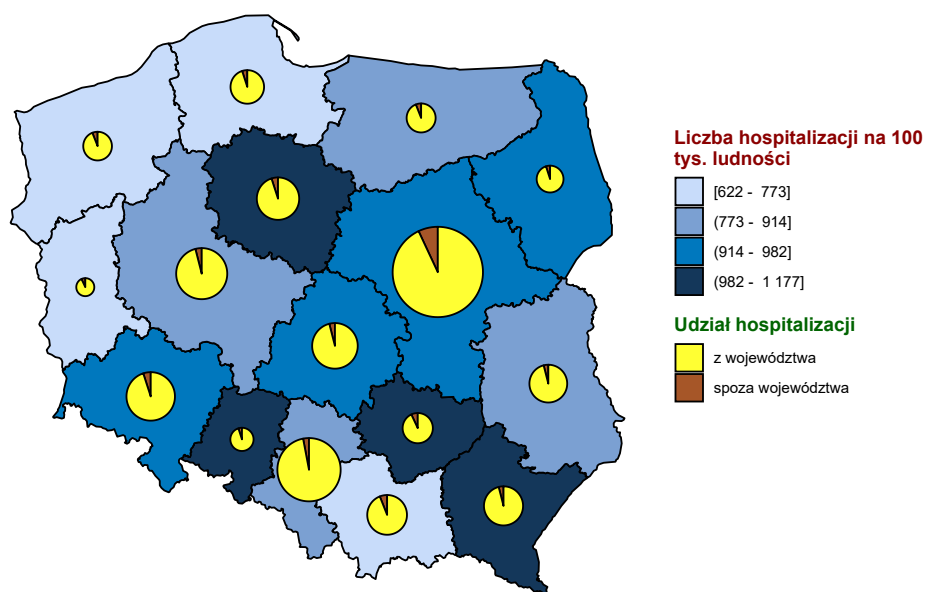 Liczba hospitalizacji na 100
tys. ludności
[622 - 773]
(773 - 914]
(914 - 982]
(982 - 1 177]
Udział hospitalizacji
z województwa
spoza województwa